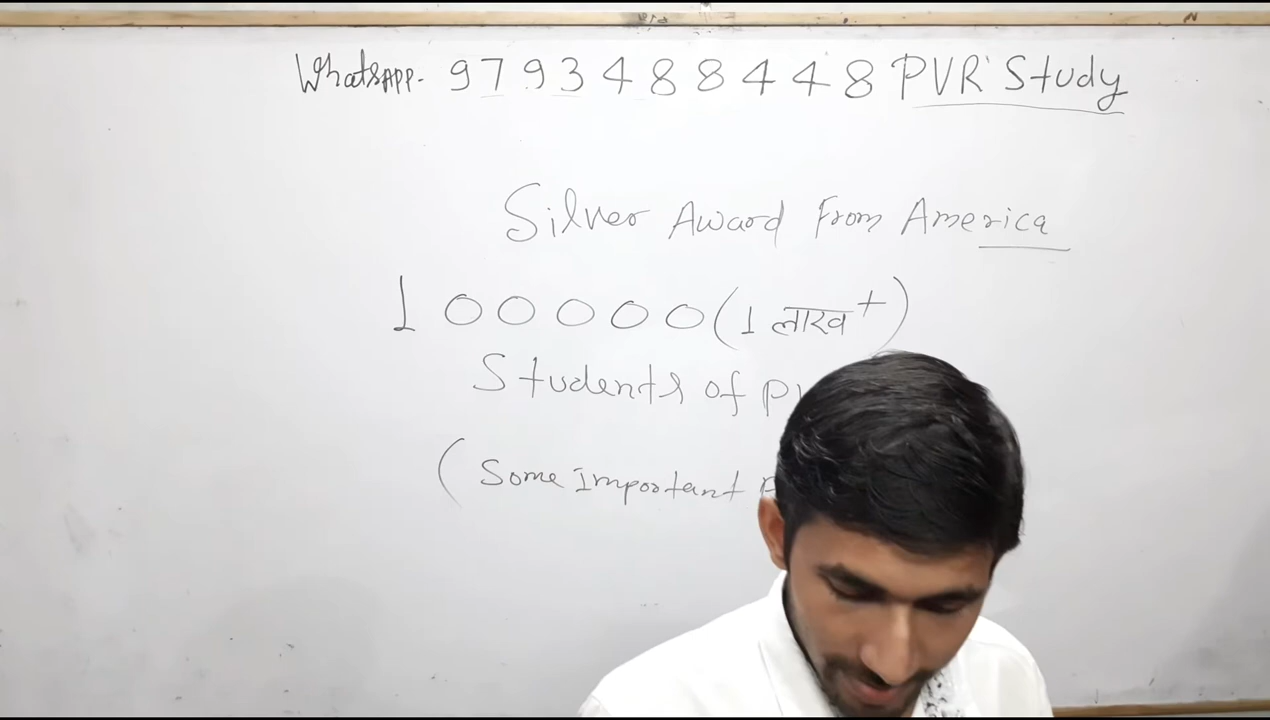 WhatsAPP- 9793488448 PVR Study
Silver Award From America
100000 (1 लाख+)
Students of
(Some Important